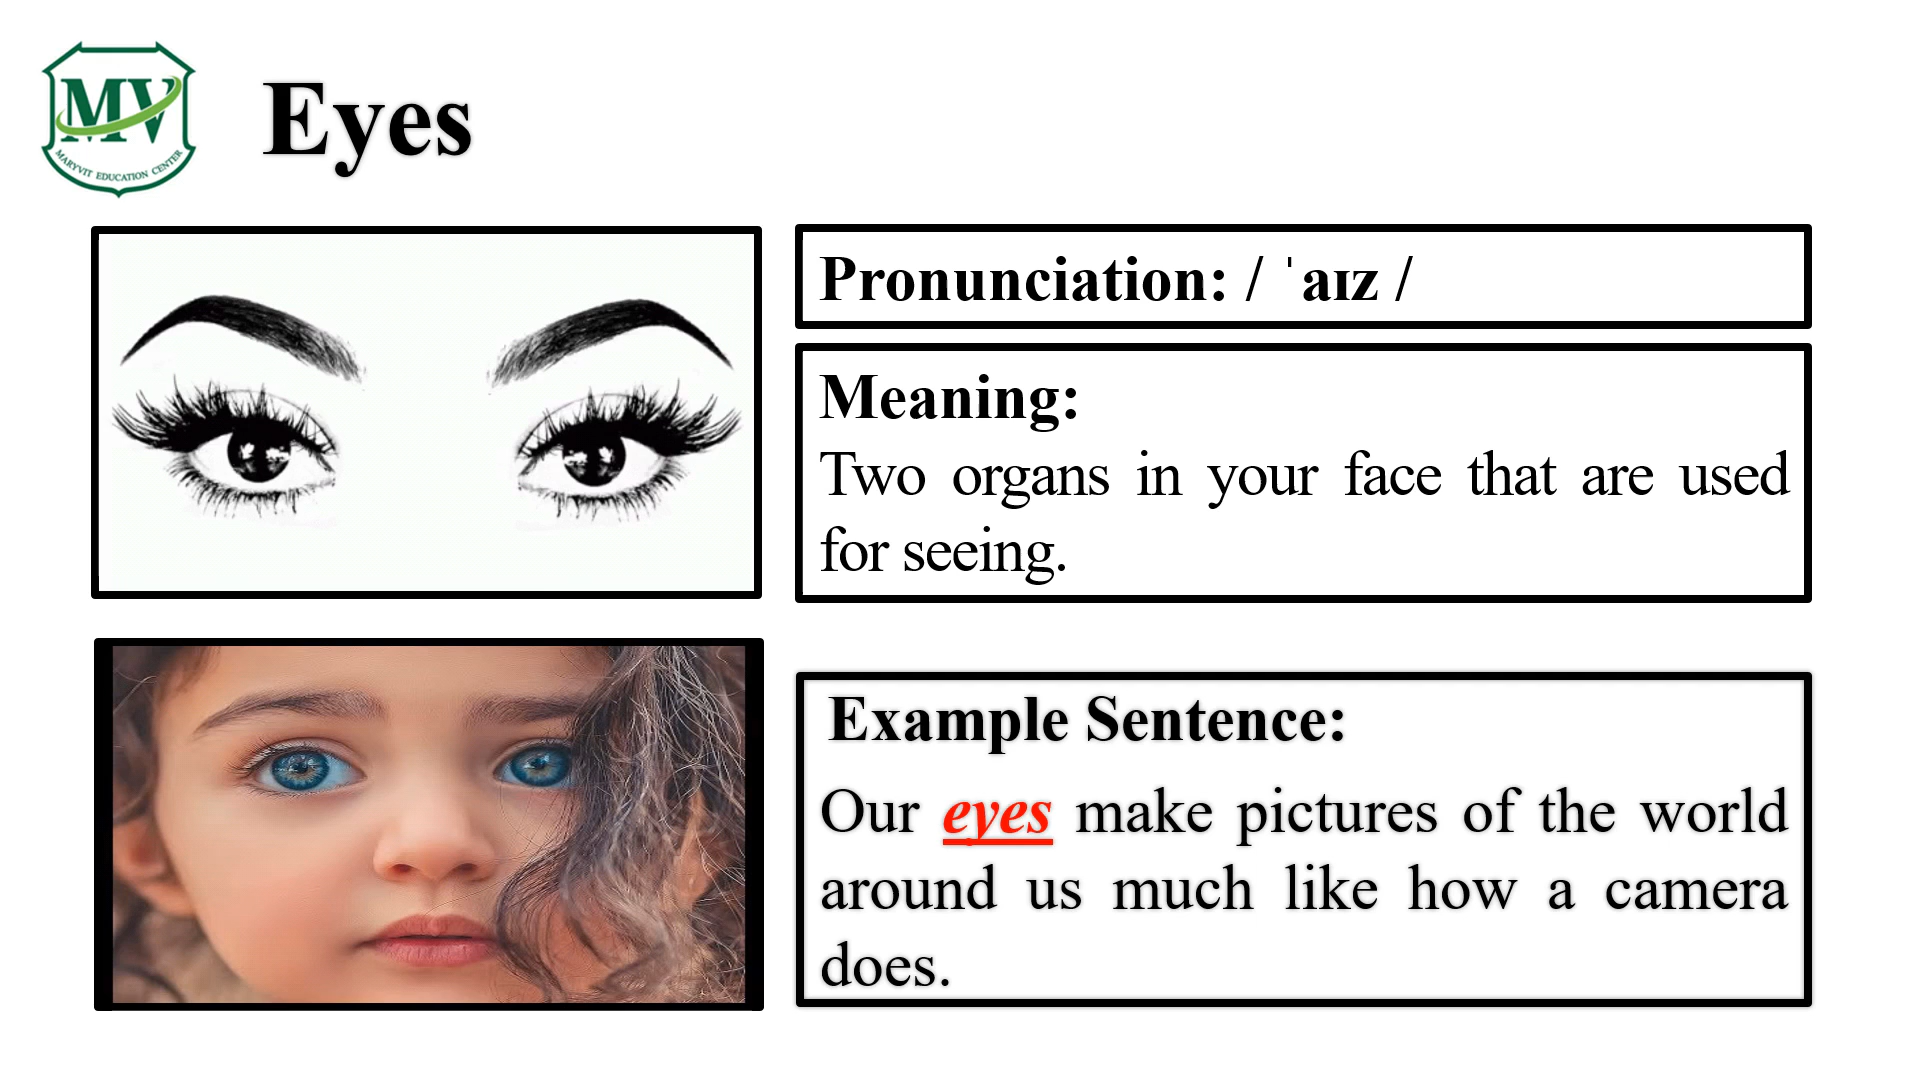 MV
MARYVIT EDUCATION CENTER
Eyes
Pronunciation: / ˈaɪz /
Meaning:
Two organs in your face that are used
for seeing.
Example Sentence:
Our eyes make pictures of the world
around us much like how a camera
does.